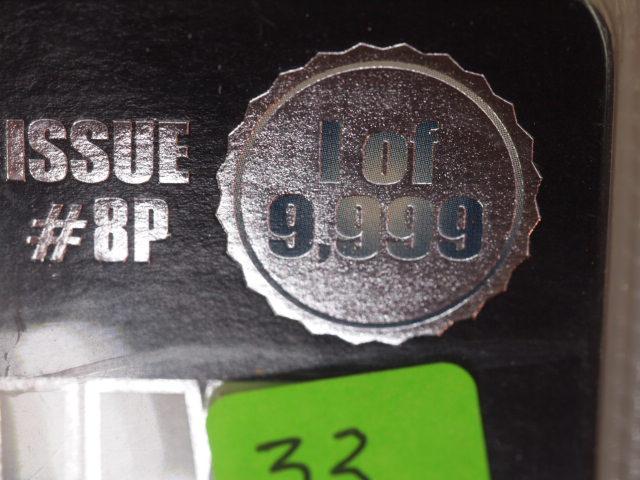 ISSUE
#8P
1 of
9,999
33